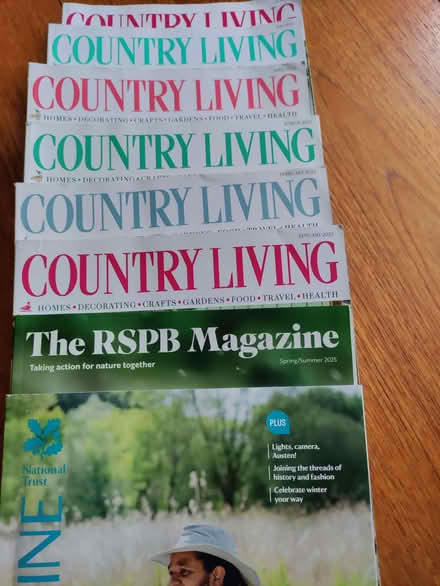 COUNTRY LIVING
COUNTRY LIVING
COUNTRY LIVING
HOMES • DECORATING • CRAFTS • GARDENS • FOOD • TRAVEL • HEALTH
COUNTRY LIVING
HOMES • DECORATING
COUNTRY LIVING
COUNTRY LIVING
HOMES • DECORATING • CRAFTS • GARDENS • FOOD • TRAVEL • HEALTH
The RSPB Magazine
Taking action for nature together
Spring/Summer 2025
National
Trust
INE
PLUS
Lights, camera,
Austen!
Joining the threads of
history and fashion
Celebrate winter
your way